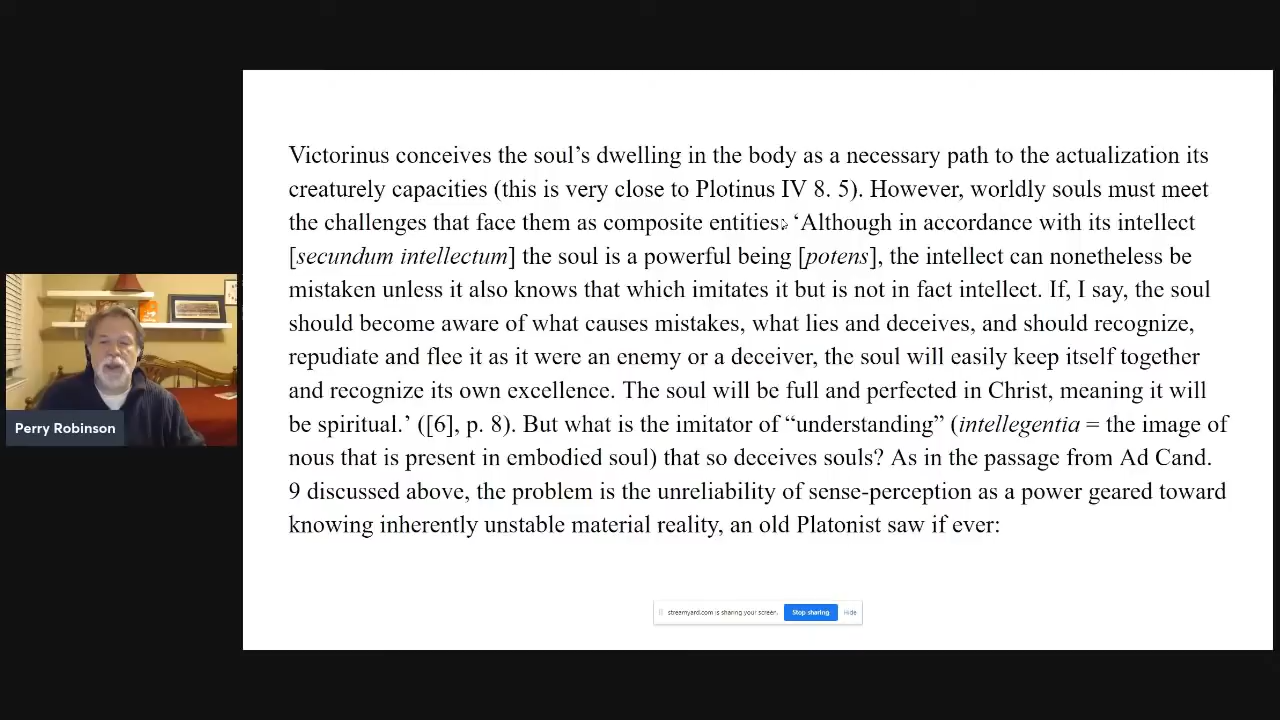 Victorinus conceives the soul’s dwelling in the body as a necessary path to the actualization its
creaturely capacities (this is very close to Plotinus IV 8. 5). However, worldly souls must meet
the challenges that face them as composite entities: ‘Although in accordance with its intellect
[secundum intellectum] the soul is a powerful being [potens], the intellect can nonetheless be
mistaken unless it also knows that which imitates it but is not in fact intellect. If, I say, the soul
should become aware of what causes mistakes, what lies and deceives, and should recognize,
repudiate and flee it as it were an enemy or a deceiver, the soul will easily keep itself together
and recognize its own excellence. The soul will be full and perfected in Christ, meaning it will
be spiritual.’ ([6], p. 8). But what is the imitator of “understanding” (intellegentia = the image of
nous that is present in embodied soul) that so deceives souls? As in the passage from Ad Cand.
9 discussed above, the problem is the unreliability of sense-perception as a power geared toward
knowing inherently unstable material reality, an old Platonist saw if ever:
Perry Robinson
streamyard.com is sharing your screen. Stop sharing Hide